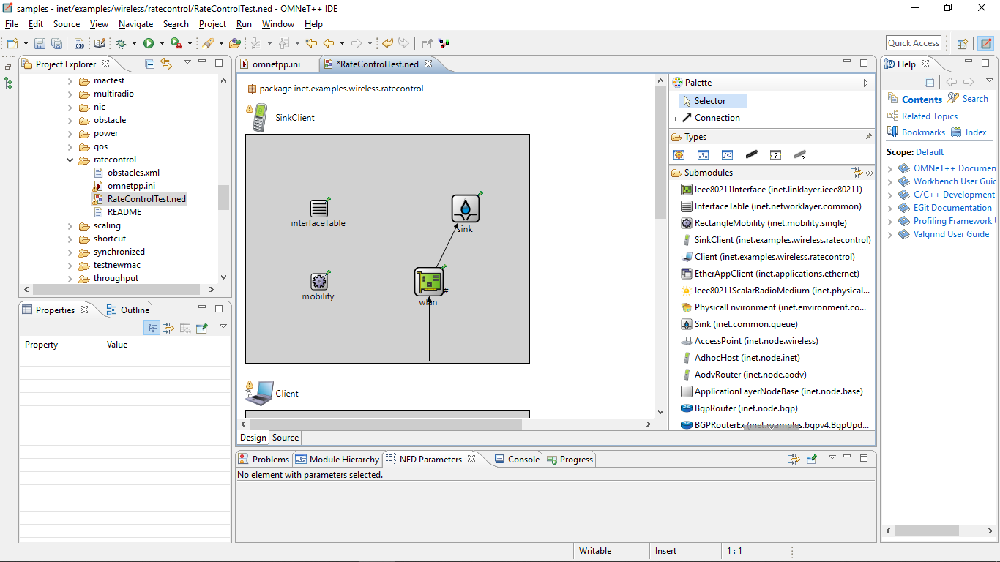 samples - inet/examples/wireless/ratecontrol/RateControlTest.ned - OMNeT++ IDE
File Edit Source View Navigate Search Project Run Window Help
Quick Access
Project Explorer
mactest
multiradio
nic
obstacle
power
qos
ratecontrol
obstacles.xml
omnetpp.ini
RateControlTest.ned
README
scaling
shortcut
synchronized
testnewmac
throughput
Properties Outline
Property Value
omnetpp.ini *RateControlTest.ned
package inet.examples.wireless.ratecontrol
SinkClient
interfaceTable
sink
mobility
wlan
#
Client
Design Source
Palette
Selector
Connection
Types
Submodules
Ieee80211Interface (inet.linklayer.ieee80211)
InterfaceTable (inet.networklayer.common)
RectangleMobility (inet.mobility.single)
SinkClient (inet.examples.wireless.ratecontrol)
Client (inet.examples.wireless.ratecontrol)
EtherAppClient (inet.applications.ethernet)
Ieee80211ScalarRadioMedium (inet.physical...
PhysicalEnvironment (inet.environment.co...
Sink (inet.common.queue)
AccessPoint (inet.node.wireless)
AdhocHost (inet.node.inet)
AodvRouter (inet.node.aodv)
ApplicationLayerNodeBase (inet.node.base)
BgpRouter (inet.node.bgp)
BGPRouterEx (inet.examples.bgpv4.BgpUpd...
Problems Module Hierarchy NED Parameters Console Progress
No element with parameters selected.
Help
Contents Search
Related Topics
Bookmarks Index
Scope: Default
OMNeT++ Documen
Workbench User Guid
C/C++ Development
EGit Documentation
Profiling Framework U
Valgrind User Guide
Writable Insert 1 : 1